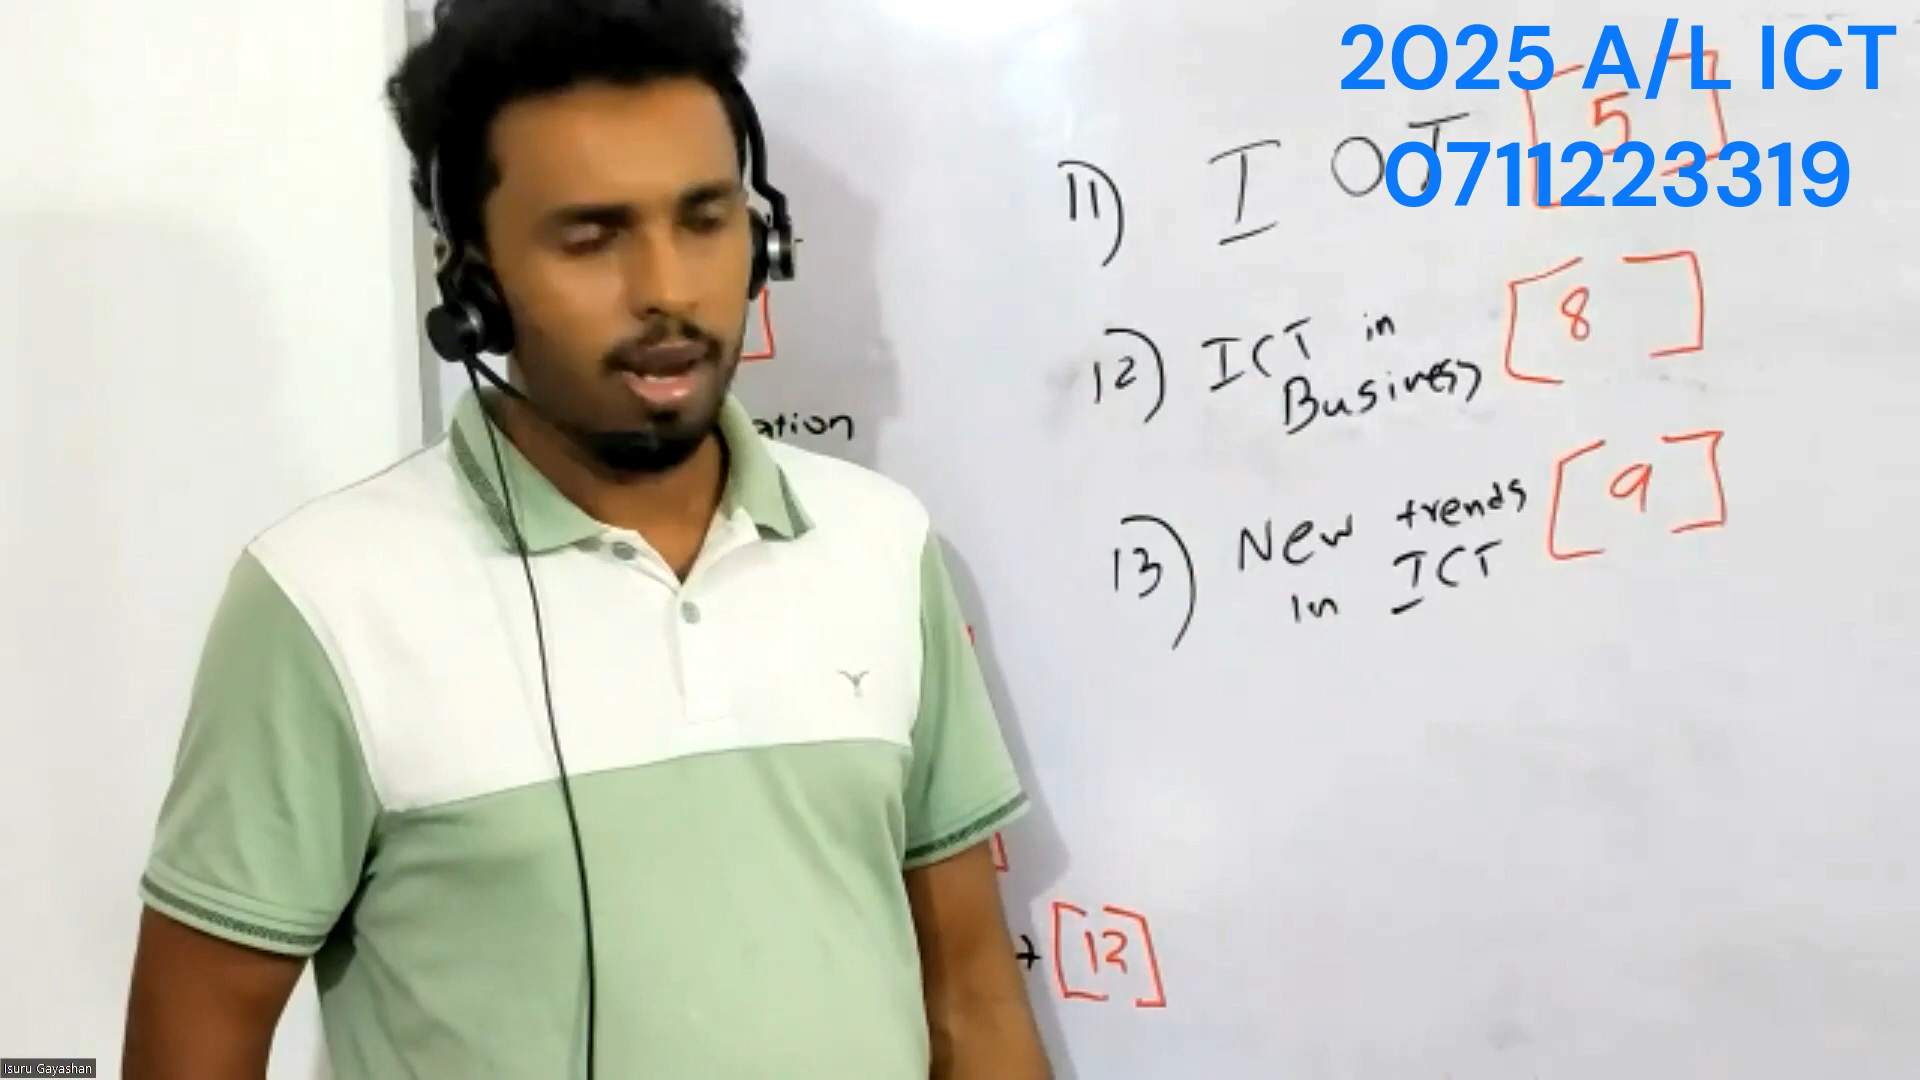 2025 A/L ICT
0711223319
11) IOT [5]
12) ICT in
Business [8]
13) New trends
in ICT [9]
ation
[12]
Isuru Gayashan